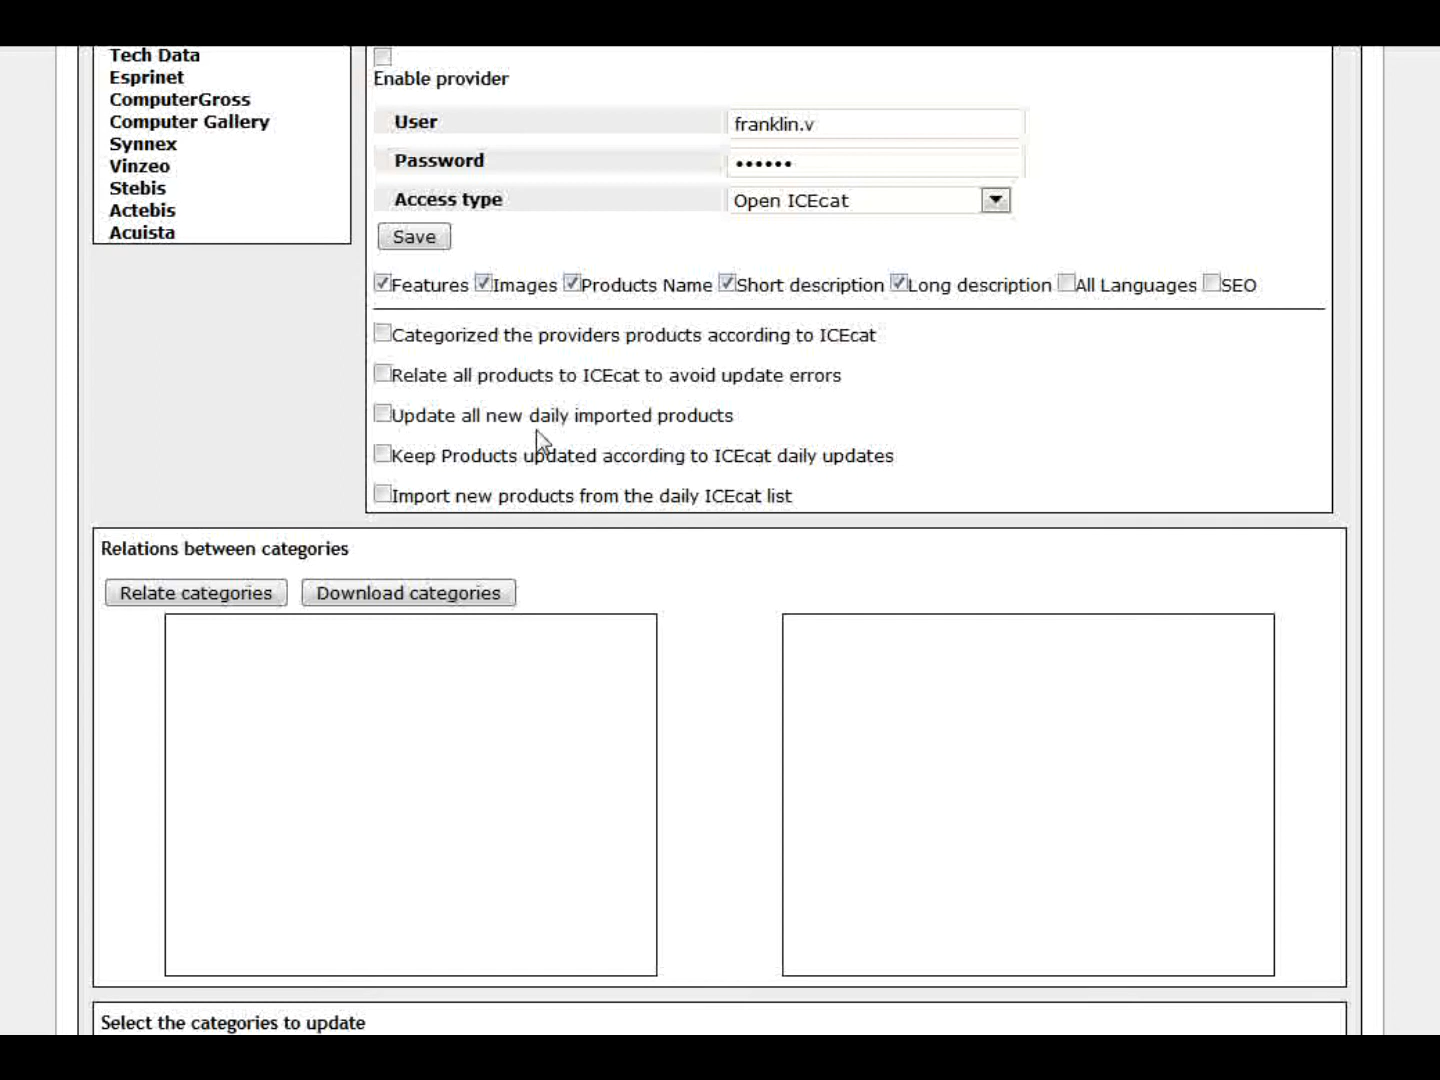 Tech Data
Esprinet
ComputerGross
Computer Gallery
Synnex
Vinzeo
Stebis
Actebis
Acuista
Enable provider
User franklin.v
Password ••••••
Access type Open ICEcat
Save
Features Images Products Name Short description Long description All Languages SEO
Categorized the providers products according to ICEcat
Relate all products to ICEcat to avoid update errors
Update all new daily imported products
Keep Products updated according to ICEcat daily updates
Import new products from the daily ICEcat list
Relations between categories
Relate categories Download categories
Select the categories to update